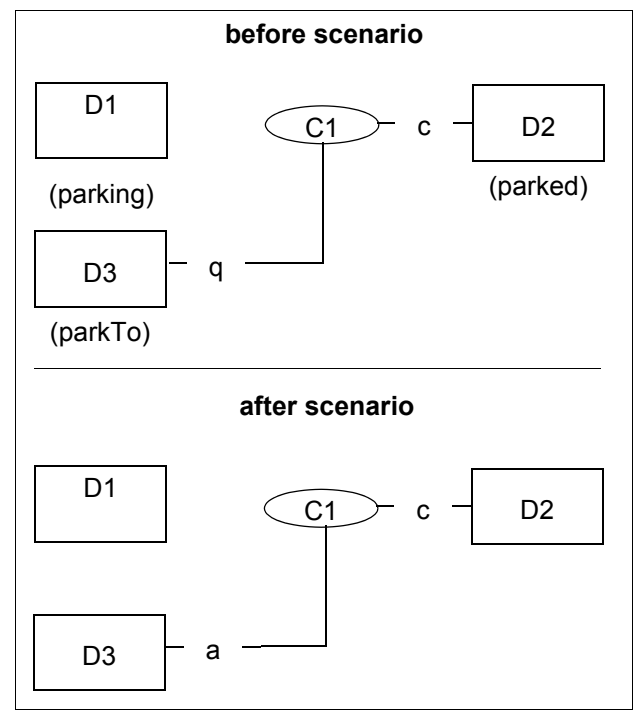 before scenario
D1
C1 c D2
(parking) (parked)
D3 q
(parkTo)
after scenario
D1
C1 c D2
D3 a